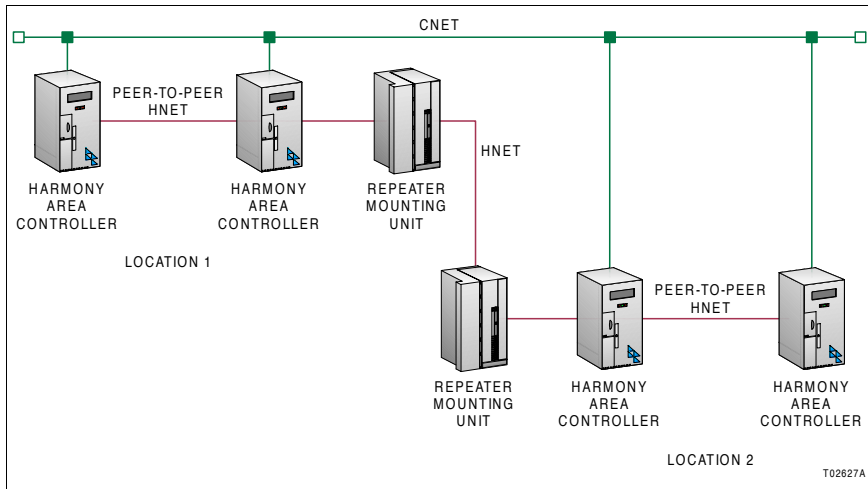 CNET
PEER-TO-PEER
HNET
HARMONY
AREA
CONTROLLER
HARMONY
AREA
CONTROLLER
REPEATER
MOUNTING
UNIT
HNET
LOCATION 1
PEER-TO-PEER
HNET
REPEATER
MOUNTING
UNIT
HARMONY
AREA
CONTROLLER
HARMONY
AREA
CONTROLLER
LOCATION 2
T02627A